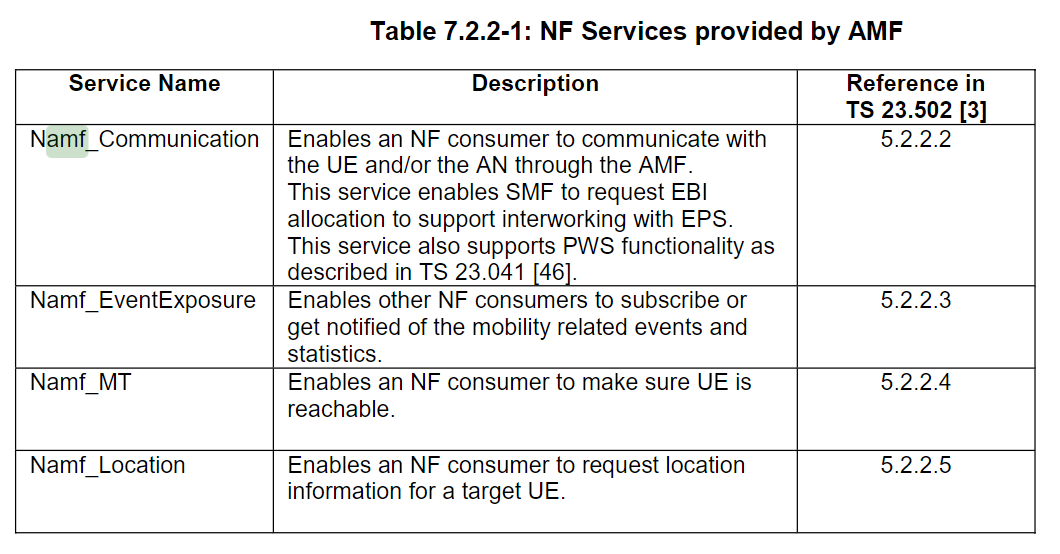 Table 7.2.2-1: NF Services provided by AMF
Service Name
Description
Reference in
TS 23.502 [3]
Namf_Communication
Enables an NF consumer to communicate with
the UE and/or the AN through the AMF.
This service enables SMF to request EBI
allocation to support interworking with EPS.
This service also supports PWS functionality as
described in TS 23.041 [46].
5.2.2.2
Namf_EventExposure
Enables other NF consumers to subscribe or
get notified of the mobility related events and
statistics.
5.2.2.3
Namf_MT
Enables an NF consumer to make sure UE is
reachable.
5.2.2.4
Namf_Location
Enables an NF consumer to request location
information for a target UE.
5.2.2.5